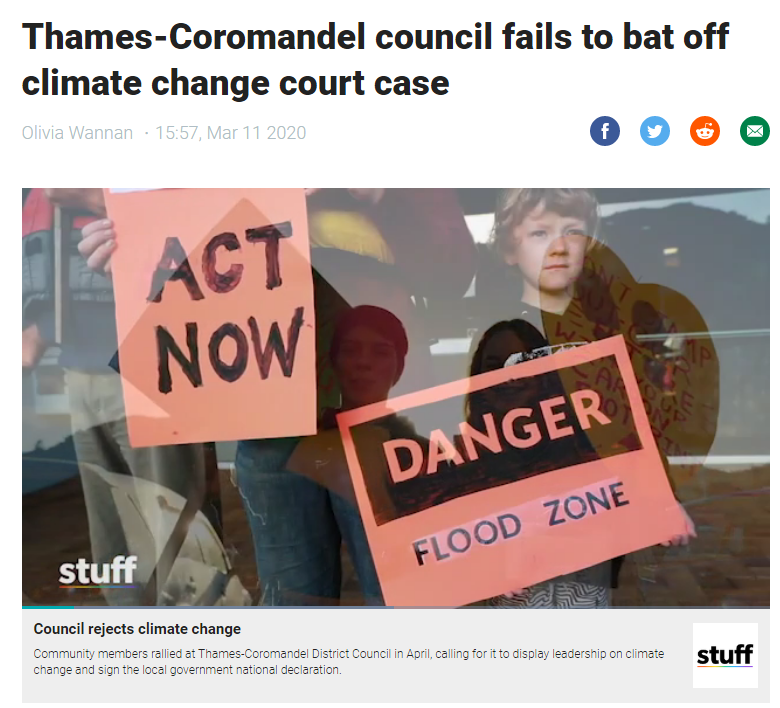 Thames-Coromandel council fails to bat off
climate change court case
Olivia Wannan · 15:57, Mar 11 2020
ACT
NOW
DANGER
FLOOD ZONE
stuff
Council rejects climate change
Community members rallied at Thames-Coromandel District Council in April, calling for it to display leadership on climate
change and sign the local government national declaration.
stuff